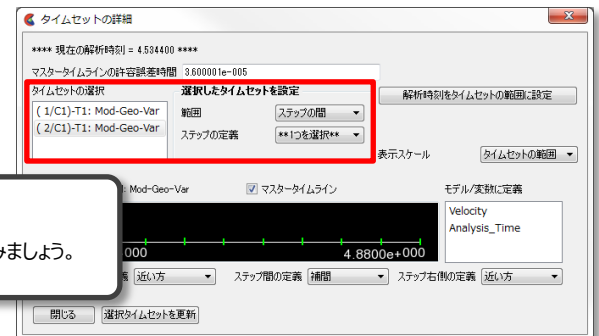 タイムセットの詳細
**** 現在の解析時刻 = 4.534400 ****
マスタータイムラインの許容誤差時間 3.600001e-005
タイムセットの選択
選択したタイムセットを設定
解析時刻をタイムセットの範囲に設定
( 1/C1)-T1: Mod-Geo-Var
( 2/C1)-T1: Mod-Geo-Var
範囲 ステップの間
ステップの定義 **1つを選択**
表示スケール タイムセットの範囲
: Mod-Geo-Var マスタータイムライン モデル/変数に定義
Velocity
Analysis_Time
みましょう。
000 4.8800e+000
近い方 ステップ間の定義 補間 ステップ右側の定義 近い方
閉じる 選択タイムセットを更新